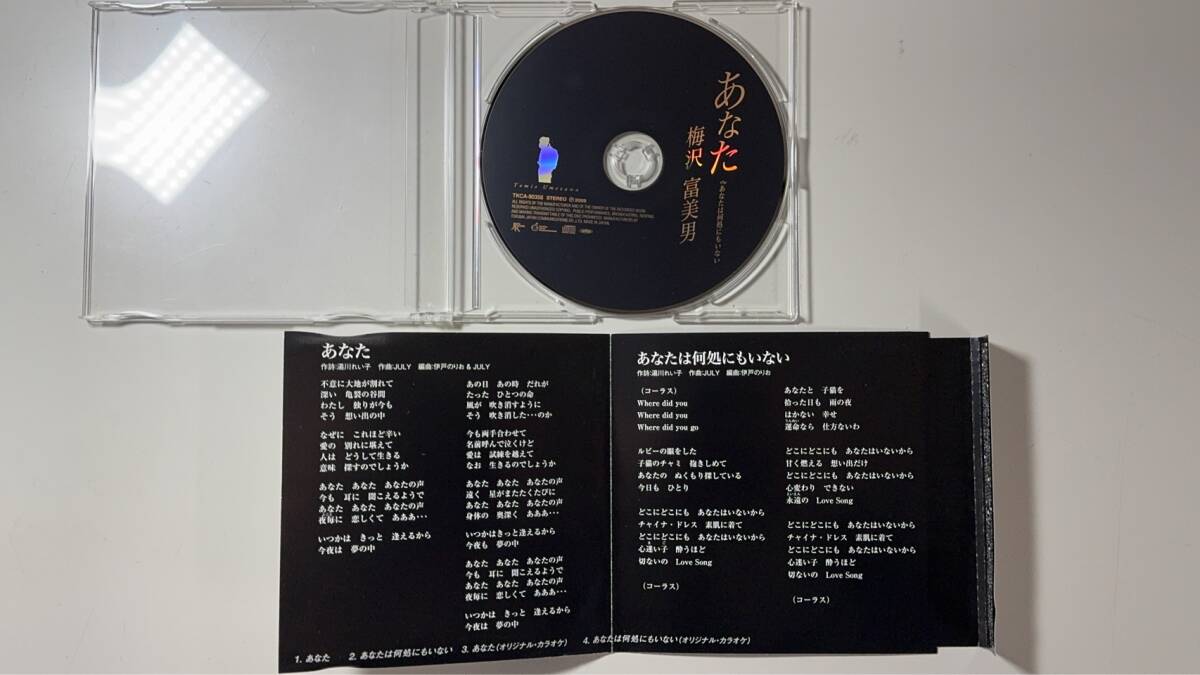 あなた
〜あなたは何処にもいない
梅沢富美男
Tomio Umezawa
STEREO ℗2009
あなた
作詩:湯川れい子 作曲:JULY 編曲:伊戸のりお & JULY
不意に大地が割れて
深い 亀裂の谷間
わたし 独りが今も
そう 想い出の中
なぜに これほど辛い
愛の 別れに堪えて
人は どうして生きる
意味 探すのでしょうか
あなた あなた あなたの声
今も 耳に 聞こえるようで
あなた あなた あなたの声
夜毎に 恋しくて あああ…
いつかは きっと 逢えるから
今夜は 夢の中
あの日 あの時 だれが
たった ひとつの命
風が 吹き消すように
そう 吹き消した…のか
今も両手合わせて
名前呼んで泣くけど
愛は 試練を越えて
なお 生きるのでしょうか
あなた あなた あなたの声
遠く 星がまたたくたびに
あなた あなた あなたの声
身体の 奥深く あああ…
いつかはきっと 逢えるから
今夜も 夢の中
あなた あなた あなたの声
今も 耳に 聞こえるようで
あなた あなた あなたの声
夜毎に 恋しくて あああ…
いつかは きっと 逢えるから
今夜は 夢の中
あなたは何処にもいない
作詩:湯川れい子 作曲:JULY 編曲:伊戸のりお
(コーラス)
Where did you
Where did you
Where did you go
ルビーの眼をした
子猫のチャミ 抱きしめて
あなたの ぬくもり探している
今日も ひとり
どこにどこにも あなたはいないから
チャイナ・ドレス 素肌に着て
どこにどこにも あなたはいないから
心迷い子 酔うほど
切ないの Love Song
(コーラス)
あなたと 子猫を
拾った日も 雨の夜
はかない 幸せ
運命なら 仕方ないわ
どこにどこにも あなたはいないから
甘く燃える 想い出だけ
どこにどこにも あなたはいないから
心変わり できない
永遠の Love Song
どこにどこにも あなたはいないから
チャイナ・ドレス 素肌に着て
どこにどこにも あなたはいないから
心迷い子 酔うほど
切ないの Love Song
(コーラス)
1. あなた 2. あなたは何処にもいない 3. あなた(オリジナル・カラオケ) 4. あなたは何処にもいない(オリジナル・カラオケ)